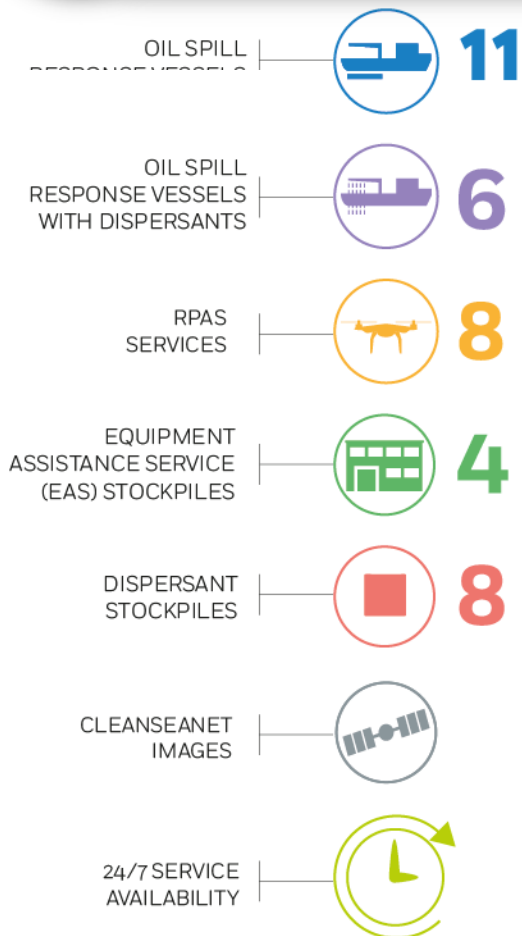 OIL SPILL
11
OIL SPILL
RESPONSE VESSELS
WITH DISPERSANTS
6
RPAS
SERVICES
8
EQUIPMENT
ASSISTANCE SERVICE
(EAS) STOCKPILES
4
DISPERSANT
STOCKPILES
8
CLEANSEANET
IMAGES
24/7 SERVICE
AVAILABILITY